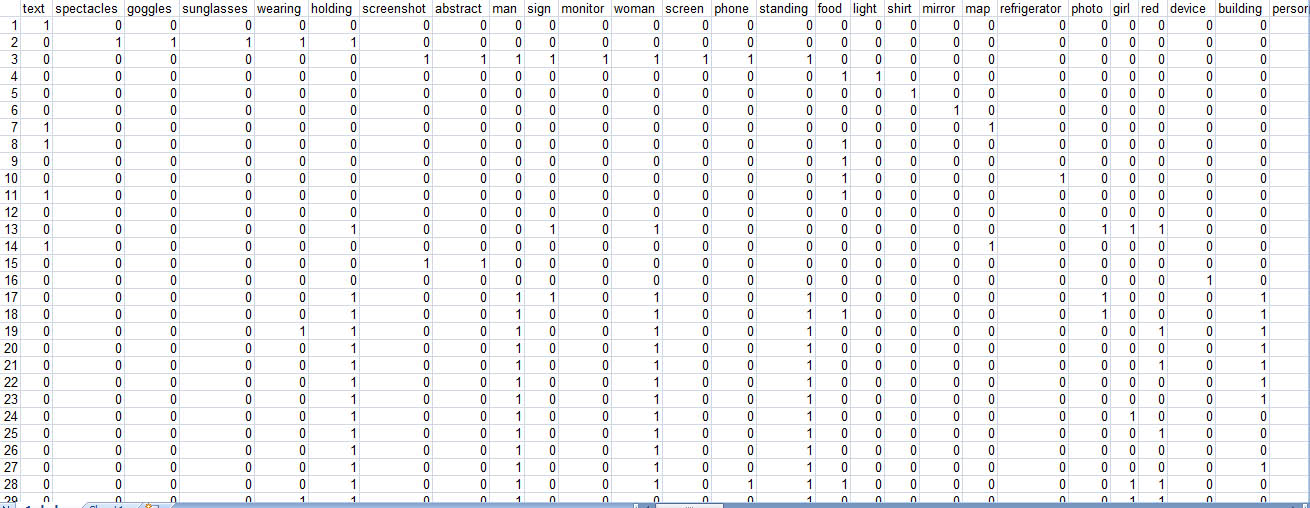 text spectacles goggles sunglasses wearing holding screenshot abstract man sign monitor woman screen phone standing food light shirt mirror map refrigerator photo girl red device building person
1 1 0 0 0 0 0 0 0 0 0 0 0 0 0 0 0 0 0 0 0 0 0 0 0 0 0
2 0 1 1 1 1 1 0 0 0 0 0 0 0 0 0 0 0 0 0 0 0 0 0 0 0 0
3 0 0 0 0 0 0 1 1 1 1 1 1 1 1 1 0 0 0 0 0 0 0 0 0 0 0
4 0 0 0 0 0 0 0 0 0 0 0 0 0 0 0 1 1 0 0 0 0 0 0 0 0 0
5 0 0 0 0 0 0 0 0 0 0 0 0 0 0 0 0 0 1 0 0 0 0 0 0 0 0
6 0 0 0 0 0 0 0 0 0 0 0 0 0 0 0 0 0 0 1 0 0 0 0 0 0 0
7 1 0 0 0 0 0 0 0 0 0 0 0 0 0 0 0 0 0 0 1 0 0 0 0 0 0
8 1 0 0 0 0 0 0 0 0 0 0 0 0 0 0 1 0 0 0 0 0 0 0 0 0 0
9 0 0 0 0 0 0 0 0 0 0 0 0 0 0 0 1 0 0 0 0 0 0 0 0 0 0
10 0 0 0 0 0 0 0 0 0 0 0 0 0 0 0 1 0 0 0 0 1 0 0 0 0 0
11 1 0 0 0 0 0 0 0 0 0 0 0 0 0 0 1 0 0 0 0 0 0 0 0 0 0
12 0 0 0 0 0 0 0 0 0 0 0 0 0 0 0 0 0 0 0 0 0 0 0 0 0 0
13 0 0 0 0 0 1 0 0 0 1 0 1 0 0 0 0 0 0 0 0 0 1 1 1 0 0
14 1 0 0 0 0 0 0 0 0 0 0 0 0 0 0 0 0 0 0 1 0 0 0 0 0 0
15 0 0 0 0 0 0 1 1 0 0 0 0 0 0 0 0 0 0 0 0 0 0 0 0 0 0
16 0 0 0 0 0 0 0 0 0 0 0 0 0 0 0 0 0 0 0 0 0 0 0 0 1 0
17 0 0 0 0 0 1 0 0 1 1 0 1 0 0 1 0 0 0 0 0 0 1 0 0 0 1
18 0 0 0 0 0 1 0 0 1 0 0 1 0 0 1 1 0 0 0 0 0 1 0 0 0 1
19 0 0 0 0 1 1 0 0 1 0 0 1 0 0 1 0 0 0 0 0 0 0 0 1 0 1
20 0 0 0 0 0 1 0 0 1 0 0 1 0 0 1 0 0 0 0 0 0 0 0 0 0 1
21 0 0 0 0 0 1 0 0 1 0 0 1 0 0 1 0 0 0 0 0 0 0 0 1 0 1
22 0 0 0 0 0 1 0 0 1 0 0 1 0 0 1 0 0 0 0 0 0 0 0 0 0 1
23 0 0 0 0 0 1 0 0 1 0 0 1 0 0 1 0 0 0 0 0 0 0 0 0 0 1
24 0 0 0 0 0 1 0 0 1 0 0 1 0 0 1 0 0 0 0 0 0 0 1 0 0 0
25 0 0 0 0 0 1 0 0 1 0 0 1 0 0 1 0 0 0 0 0 0 0 0 1 0 0
26 0 0 0 0 0 1 0 0 1 0 0 1 0 0 1 0 0 0 0 0 0 0 0 0 0 0
27 0 0 0 0 0 1 0 0 1 0 0 1 0 0 1 0 0 0 0 0 0 0 0 0 0 1
28 0 0 0 0 0 1 0 0 1 0 0 1 0 1 1 1 0 0 0 0 0 0 1 1 0 0
29 0 0 0 0 1 1 0 0 1 0 0 1 0 0 1 0 0 0 0 0 0 0 1 1 0 0